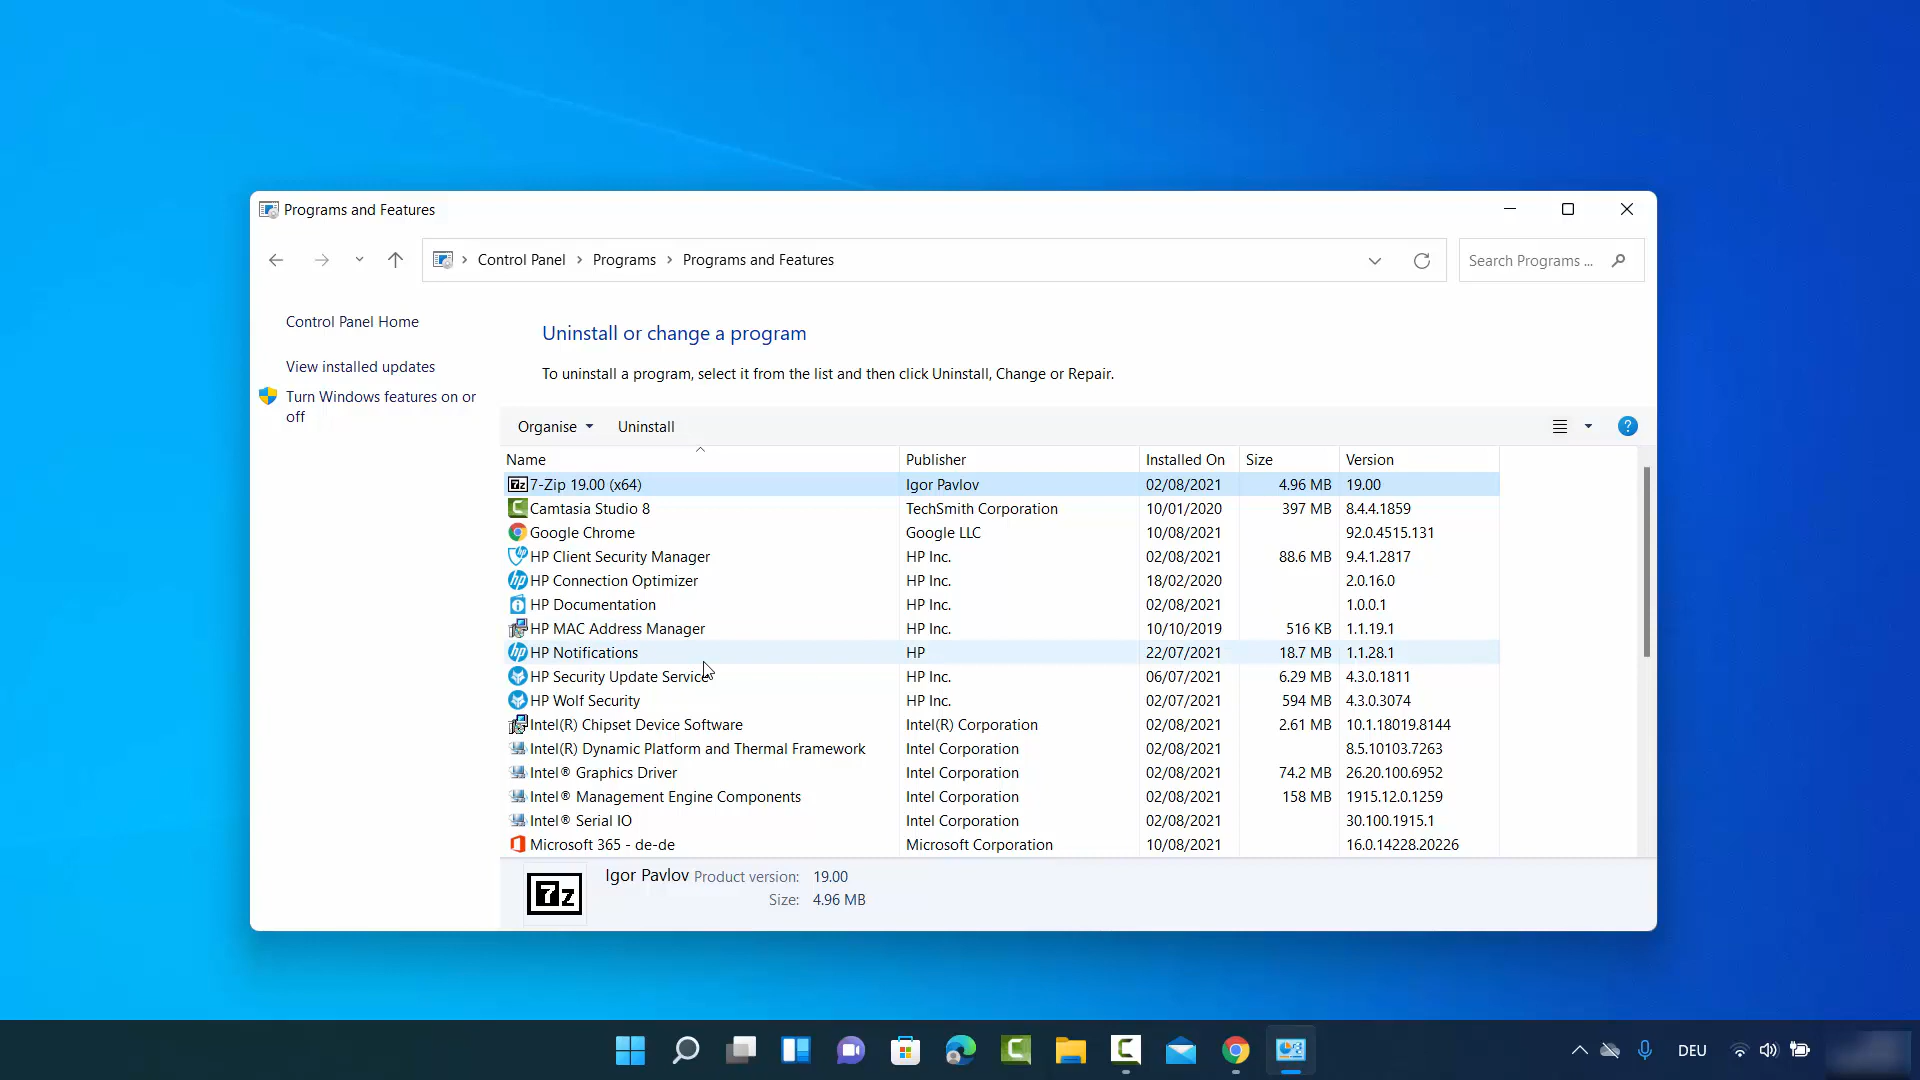 Programs and Features
Control Panel > Programs > Programs and Features
Search Programs ...
Control Panel Home
View installed updates
Turn Windows features on or
off
Uninstall or change a program
To uninstall a program, select it from the list and then click Uninstall, Change or Repair.
Organise Uninstall ?
Name Publisher Installed On Size Version
7-Zip 19.00 (x64) Igor Pavlov 02/08/2021 4.96 MB 19.00
Camtasia Studio 8 TechSmith Corporation 10/01/2020 397 MB 8.4.4.1859
Google Chrome Google LLC 10/08/2021 92.0.4515.131
HP Client Security Manager HP Inc. 02/08/2021 88.6 MB 9.4.1.2817
HP Connection Optimizer HP Inc. 18/02/2020 2.0.16.0
HP Documentation HP Inc. 02/08/2021 1.0.0.1
HP MAC Address Manager HP Inc. 10/10/2019 516 KB 1.1.19.1
HP Notifications HP 22/07/2021 18.7 MB 1.1.28.1
HP Security Update Service HP Inc. 06/07/2021 6.29 MB 4.3.0.1811
HP Wolf Security HP Inc. 02/07/2021 594 MB 4.3.0.3074
Intel(R) Chipset Device Software Intel(R) Corporation 02/08/2021 2.61 MB 10.1.18019.8144
Intel(R) Dynamic Platform and Thermal Framework Intel Corporation 02/08/2021 8.5.10103.7263
Intel® Graphics Driver Intel Corporation 02/08/2021 74.2 MB 26.20.100.6952
Intel® Management Engine Components Intel Corporation 02/08/2021 158 MB 1915.12.0.1259
Intel® Serial IO Intel Corporation 02/08/2021 30.100.1915.1
Microsoft 365 - de-de Microsoft Corporation 10/08/2021 16.0.14228.20226
7z Igor Pavlov Product version: 19.00
Size: 4.96 MB
DEU